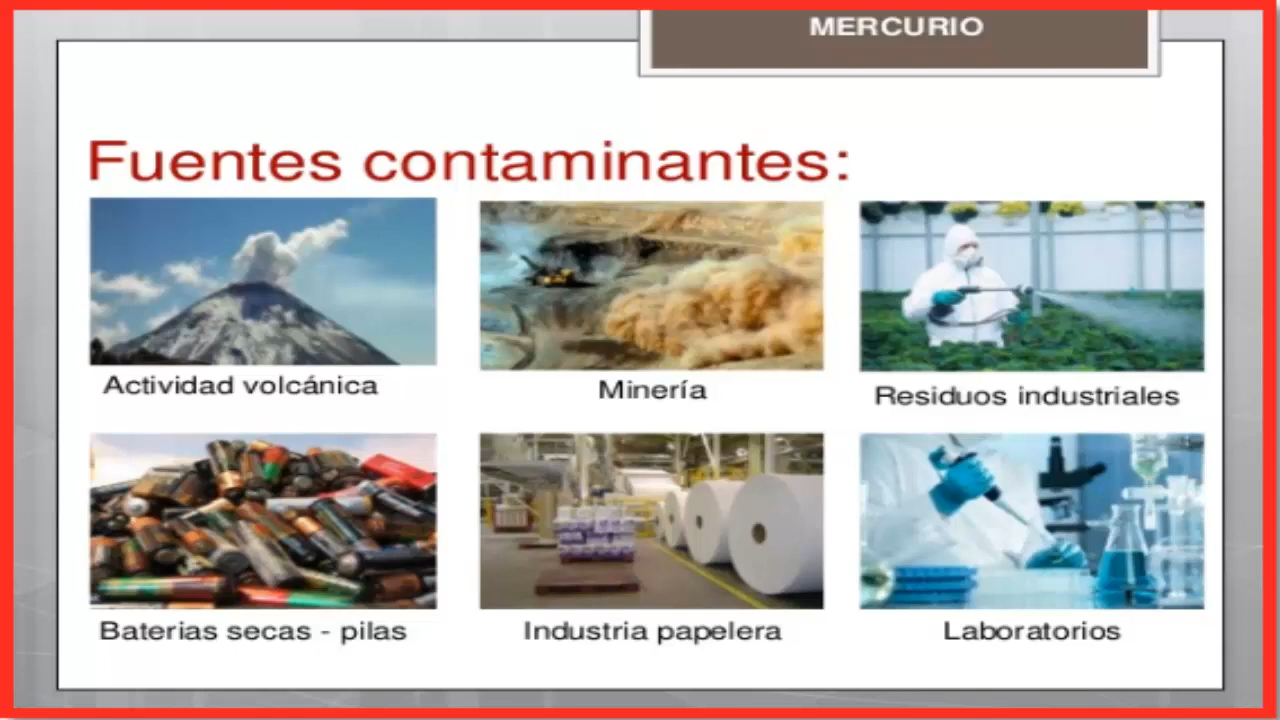 MERCURIO
Fuentes contaminantes:
Actividad volcánica
Minería
Residuos industriales
Baterias secas - pilas
Industria papelera
Laboratorios